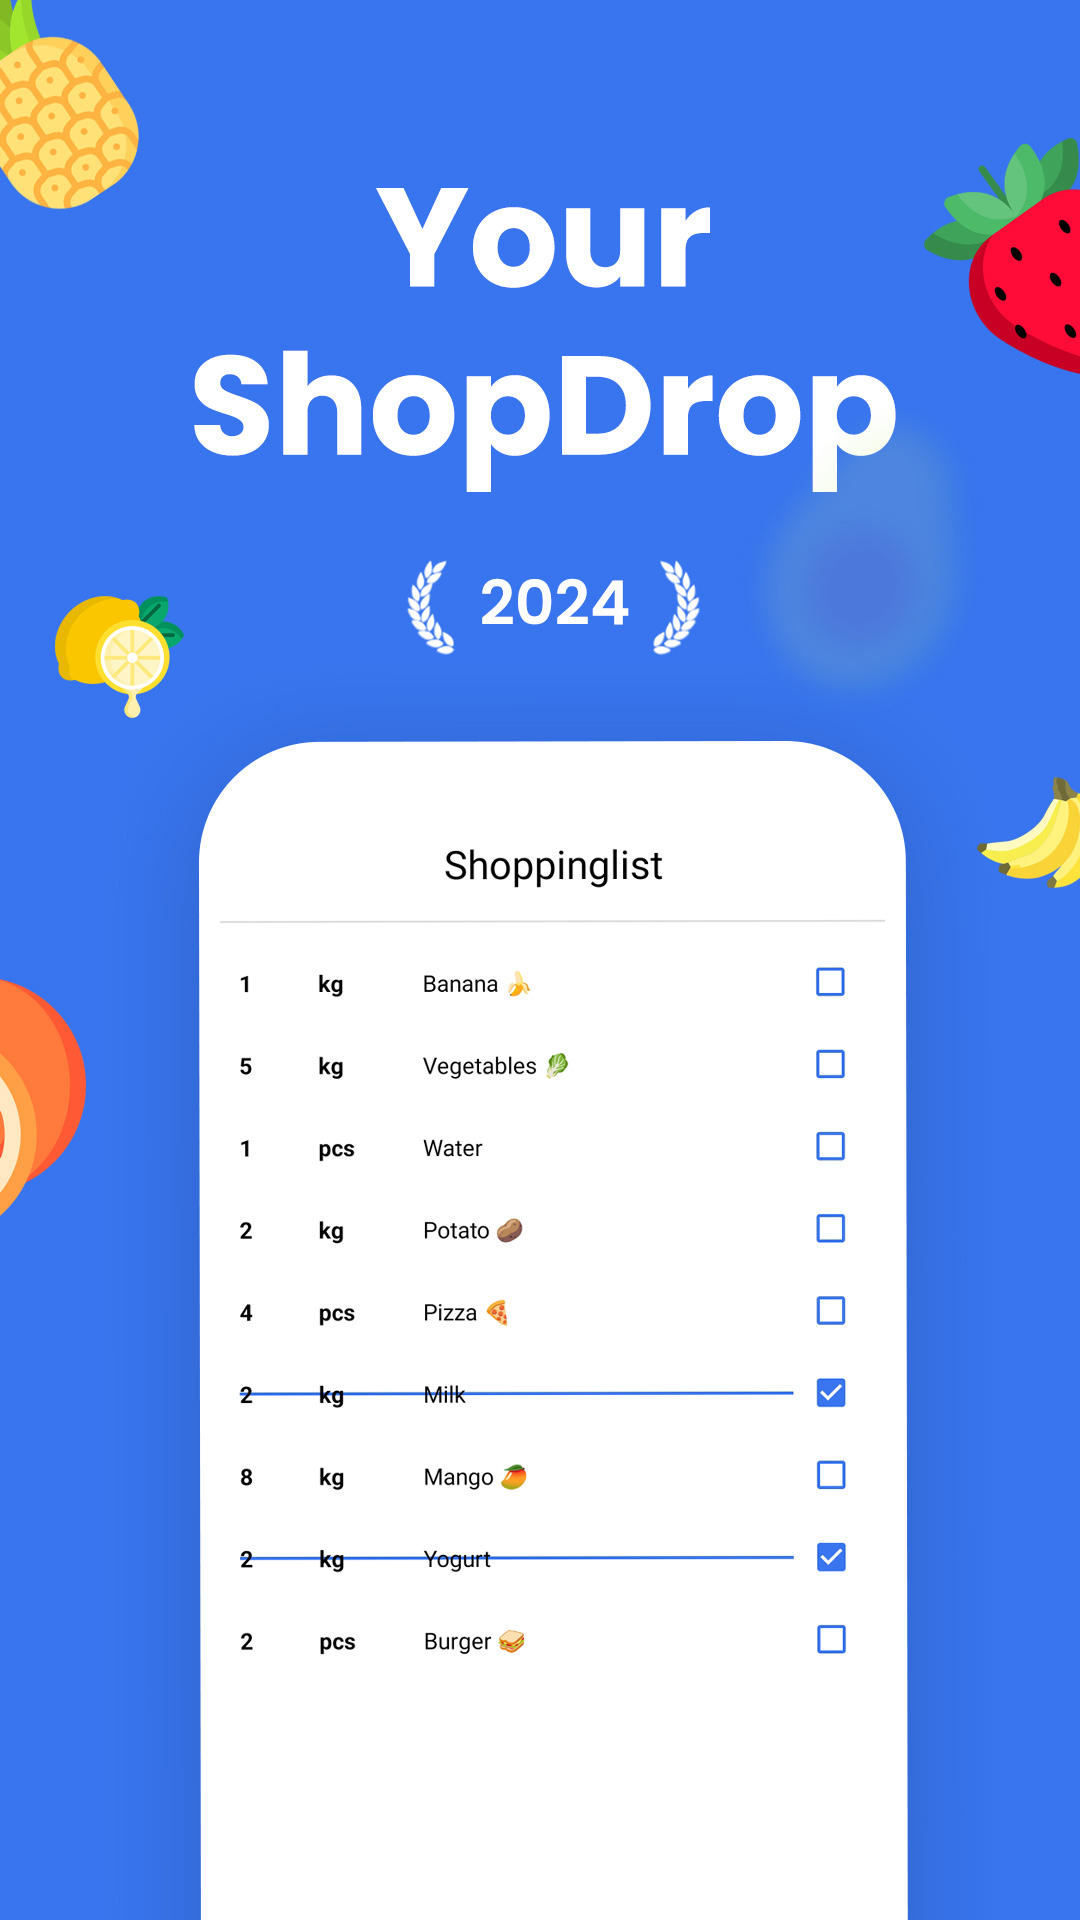 Your
ShopDrop
2024
Shoppinglist
1 kg Banana 🍌
5 kg Vegetables 🥬
1 pcs Water
2 kg Potato 🥔
4 pcs Pizza 🍕
2 kg Milk
8 kg Mango 🥭
2 kg Yogurt
2 pcs Burger 🥪